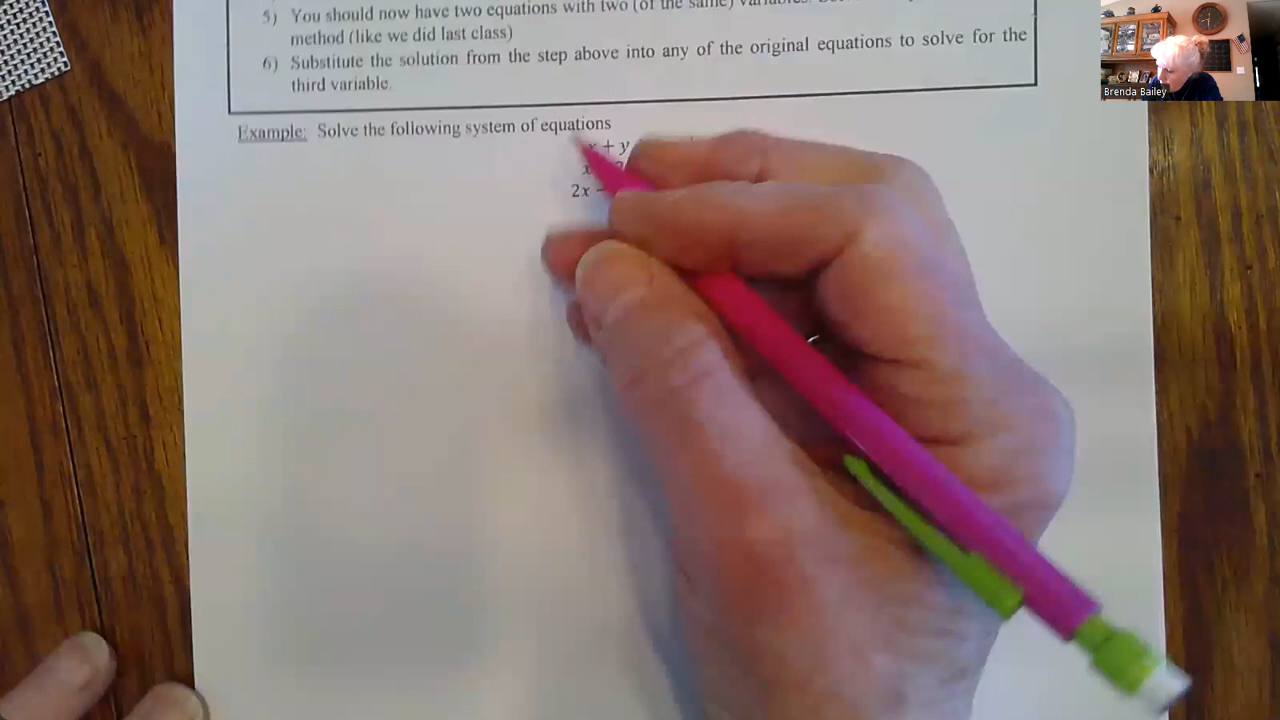 5) You should now have two equations with two (of the same)
method (like we did last class)
6) Substitute the solution from the step above into any of the original equations to solve for the
third variable.
Example: Solve the following system of equations
x + y
x
2x -
Brenda Bailey